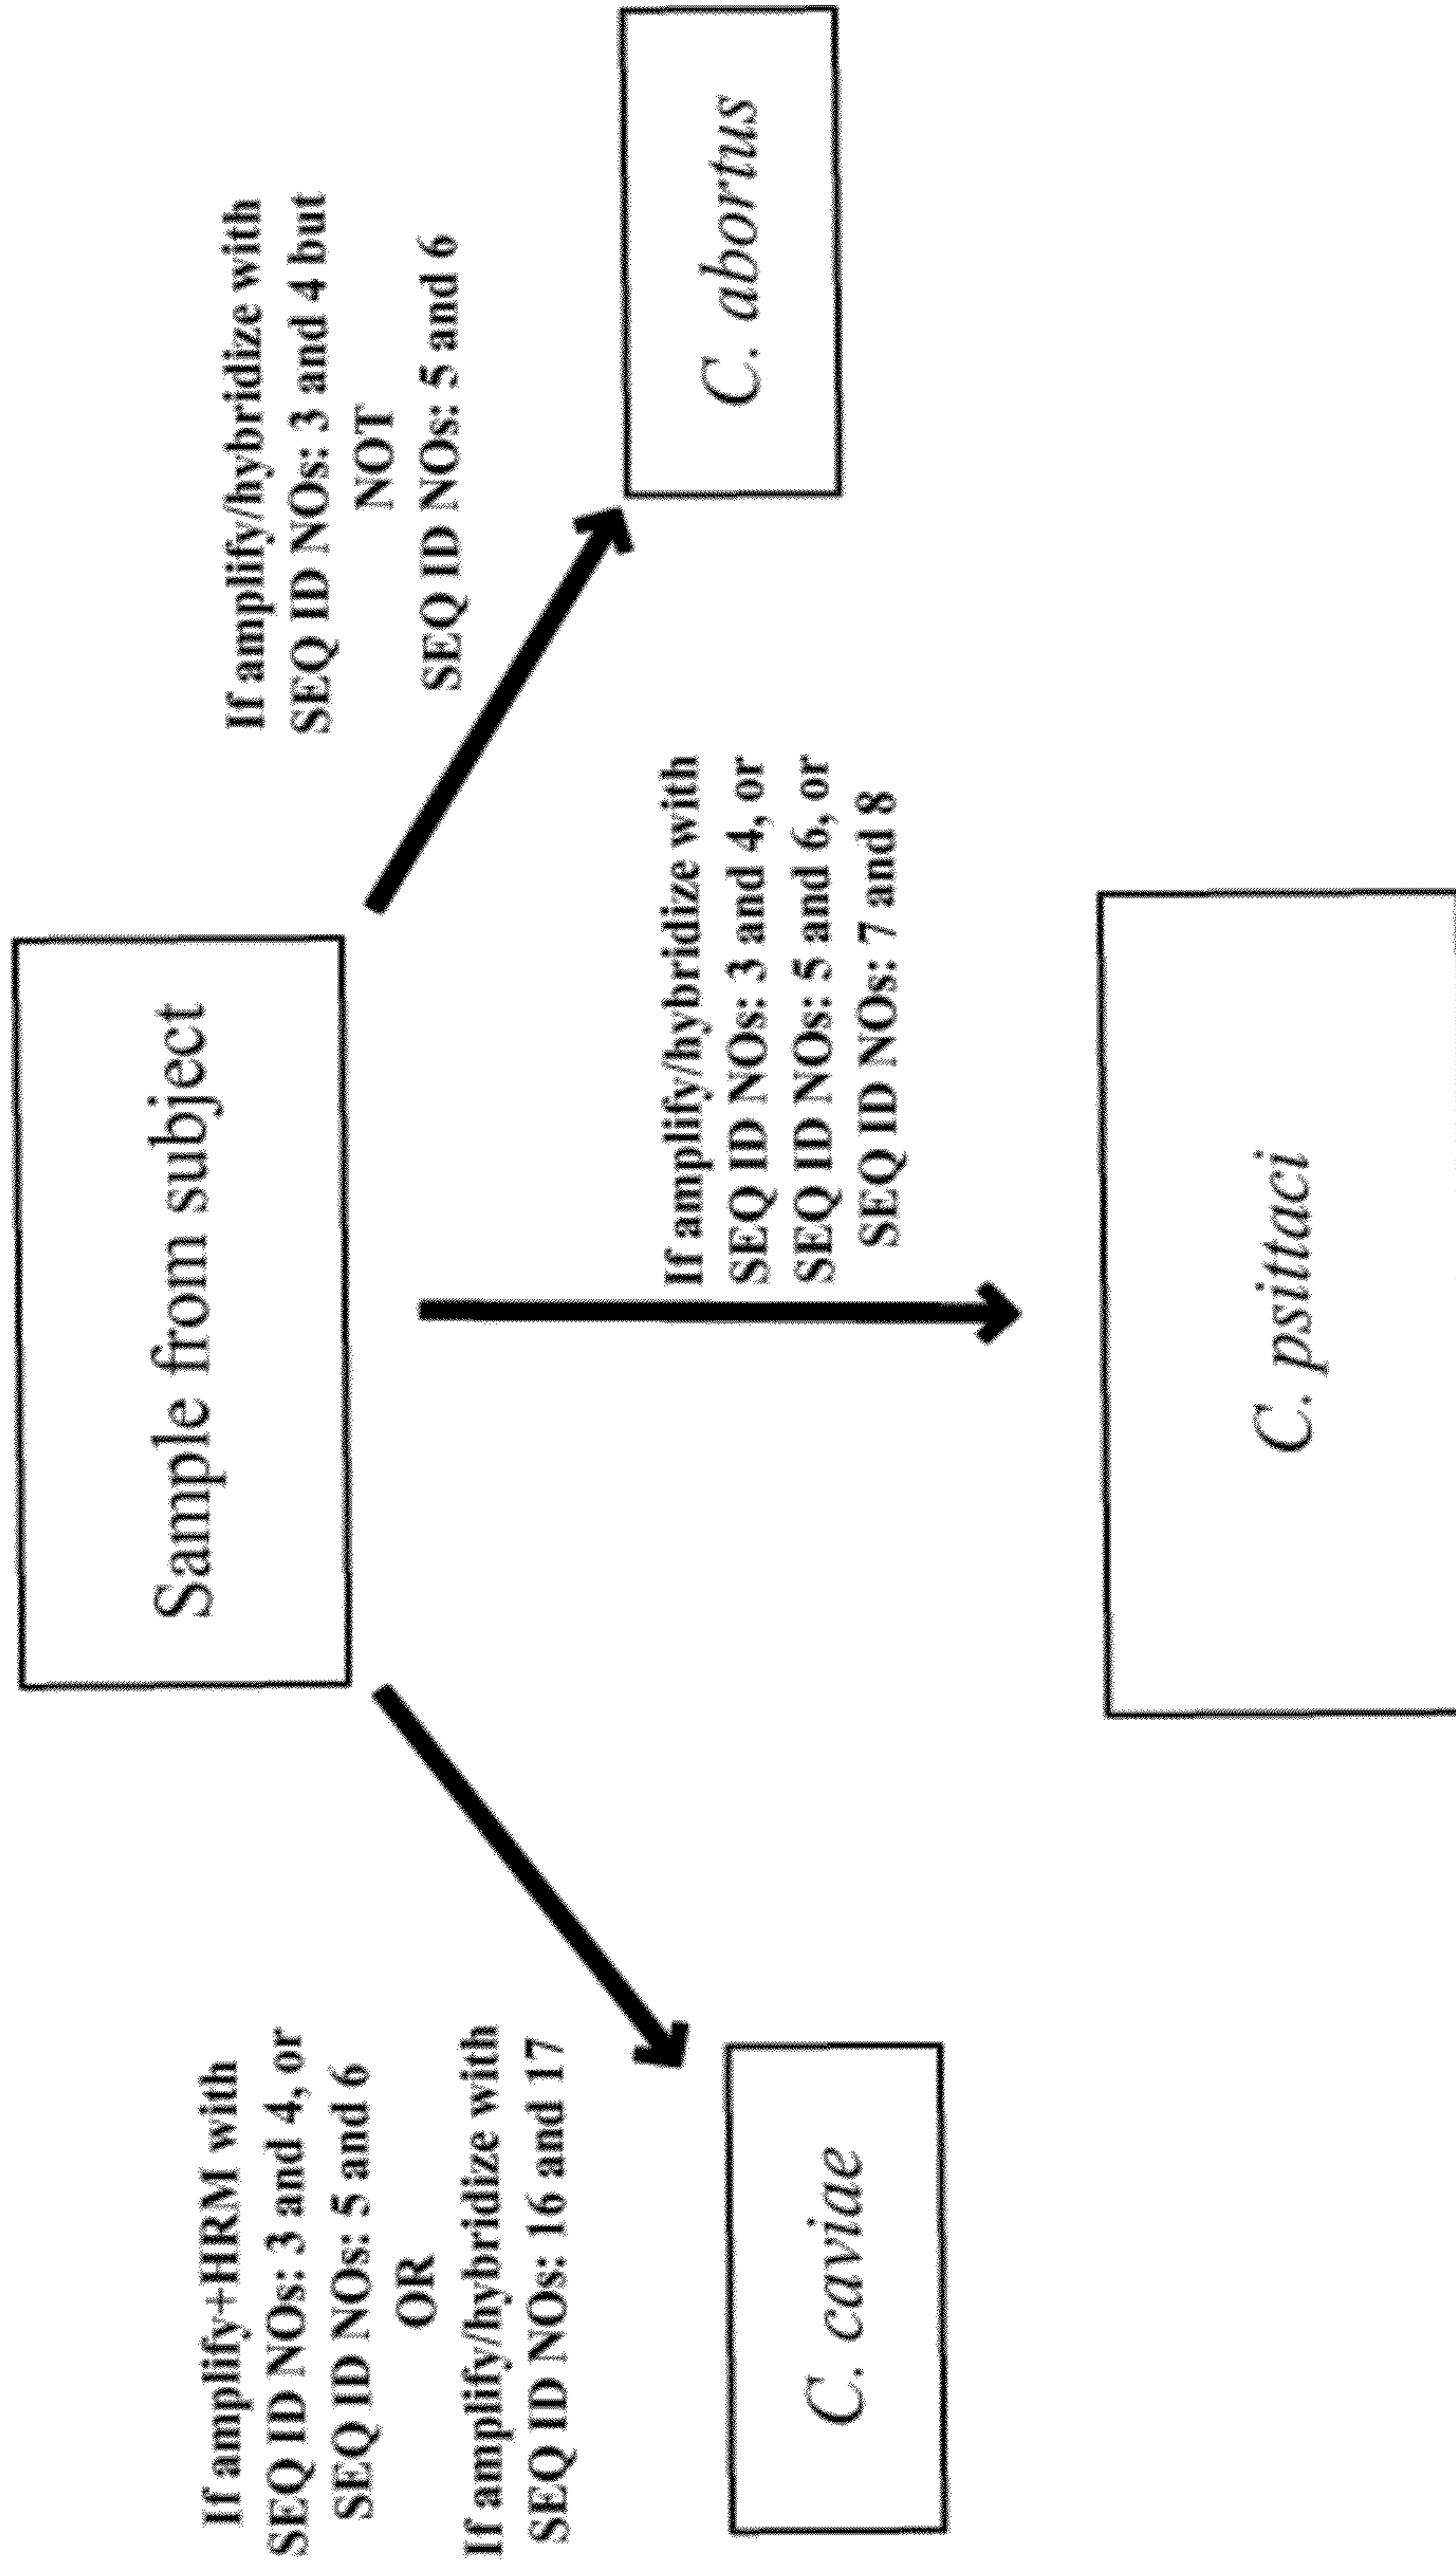 Sample from subject
If amplify+HRM with
SEQ ID NOs: 3 and 4, or
SEQ ID NOs: 5 and 6
OR
If amplify/hybridize with
SEQ ID NOs: 16 and 17
If amplify/hybridize with
SEQ ID NOs: 3 and 4 but
NOT
SEQ ID NOs: 5 and 6
If amplify/hybridize with
SEQ ID NOs: 3 and 4, or
SEQ ID NOs: 5 and 6, or
SEQ ID NOs: 7 and 8
C. caviae
C. abortus
C. psittaci